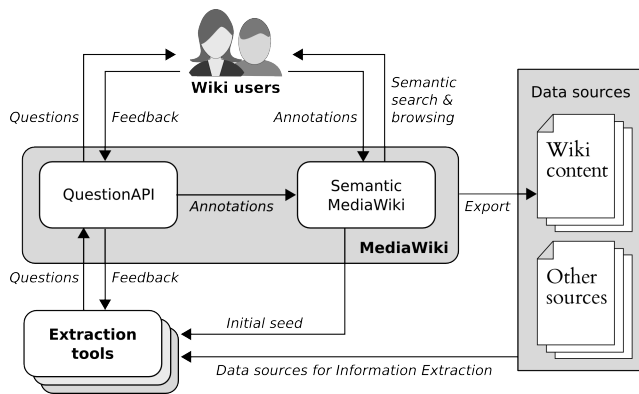 Wiki users
Questions
Feedback
Annotations
Semantic
search &
browsing
Data sources
Wiki
content
QuestionAPI
Annotations
Semantic
MediaWiki
Export
MediaWiki
Other
sources
Questions
Feedback
Extraction
tools
Initial seed
Data sources for Information Extraction